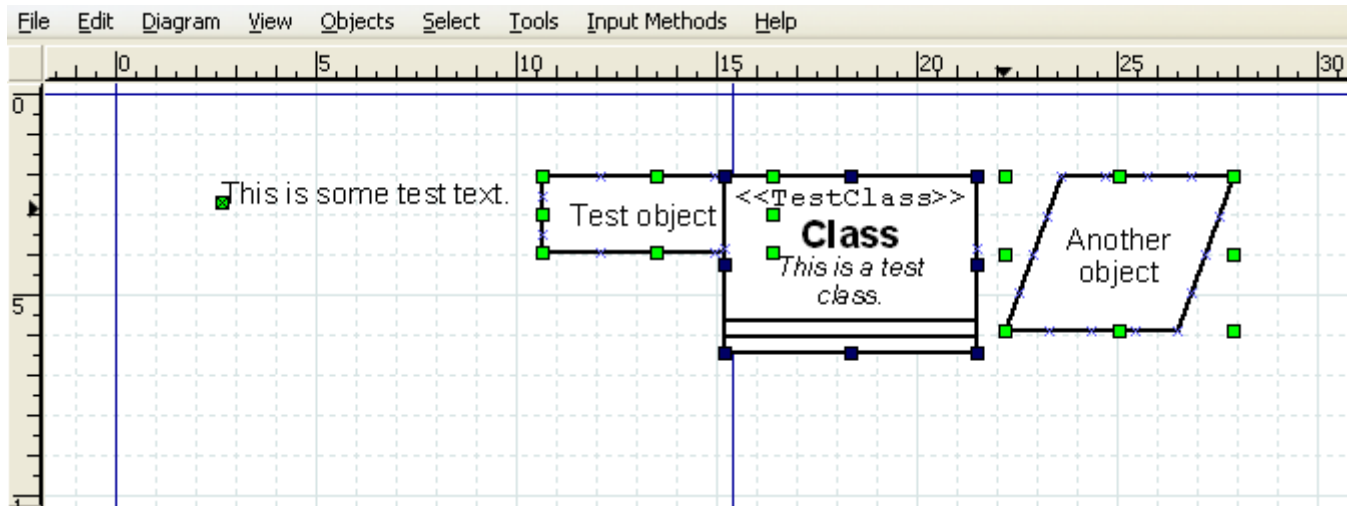 File Edit Diagram View Objects Select Tools Input Methods Help
0 5 10 15 20 25 30
0
This is some test text.
Test object
<<TestClass>>
Class
This is a test
class.
Another
object
5
1